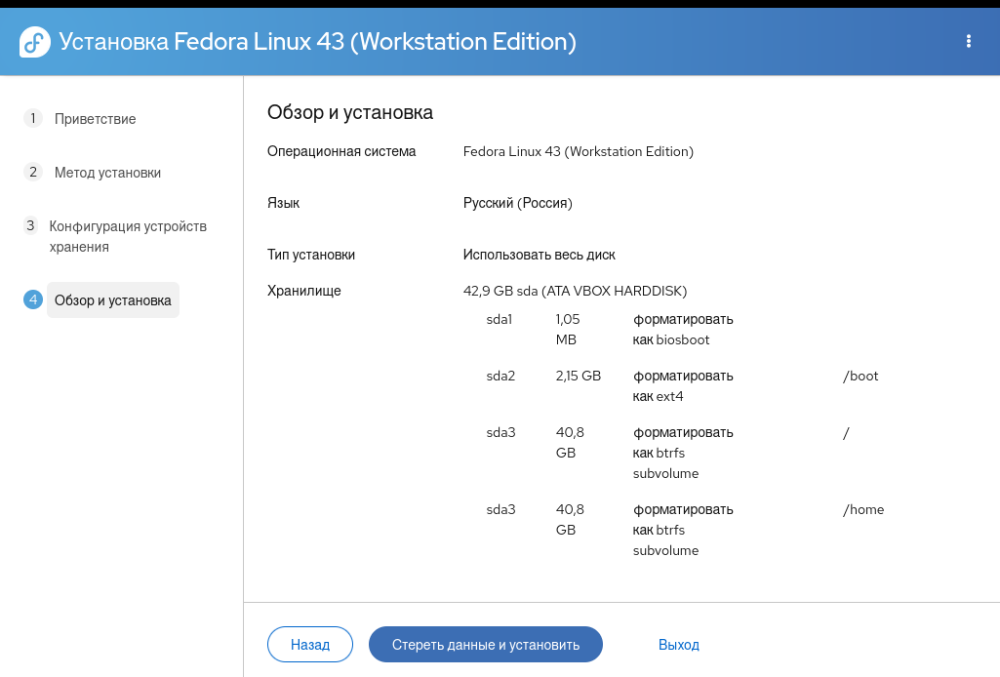 Установка Fedora Linux 43 (Workstation Edition)
1 Приветствие
2 Метод установки
3 Конфигурация устройств
хранения
4 Обзор и установка
Обзор и установка
Операционная система Fedora Linux 43 (Workstation Edition)
Язык Русский (Россия)
Тип установки Использовать весь диск
Хранилище 42,9 GB sda (ATA VBOX HARDDISK)
sda1 1,05 форматировать
MB как biosboot
sda2 2,15 GB форматировать /boot
как ext4
sda3 40,8 форматировать /
GB как btrfs
subvolume
sda3 40,8 форматировать /home
GB как btrfs
subvolume
Назад Стереть данные и установить Выход